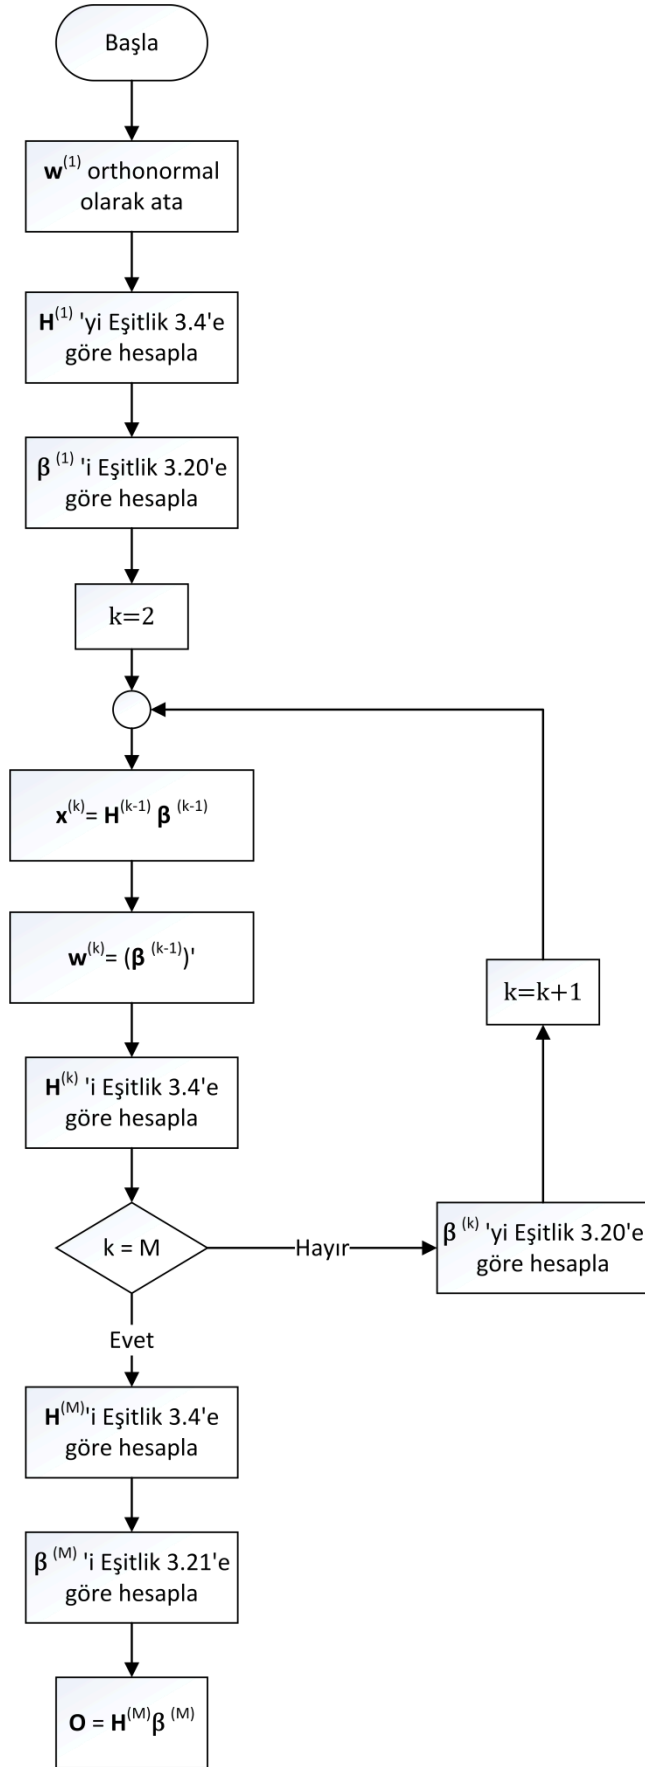 Başla
w⁽¹⁾ orthonormal
olarak ata
H⁽¹⁾ 'yi Eşitlik 3.4'e
göre hesapla
β ⁽¹⁾ 'i Eşitlik 3.20'e
göre hesapla
k=2
x⁽ᵏ⁾= H⁽ᵏ⁻¹⁾ β ⁽ᵏ⁻¹⁾
w⁽ᵏ⁾= (β ⁽ᵏ⁻¹⁾)'
k=k+1
H⁽ᵏ⁾ 'i Eşitlik 3.4'e
göre hesapla
k = M
Hayır
β ⁽ᵏ⁾ 'yi Eşitlik 3.20'e
göre hesapla
Evet
H⁽ᴹ⁾'i Eşitlik 3.4'e
göre hesapla
β ⁽ᴹ⁾ 'i Eşitlik 3.21'e
göre hesapla
O = H⁽ᴹ⁾β ⁽ᴹ⁾